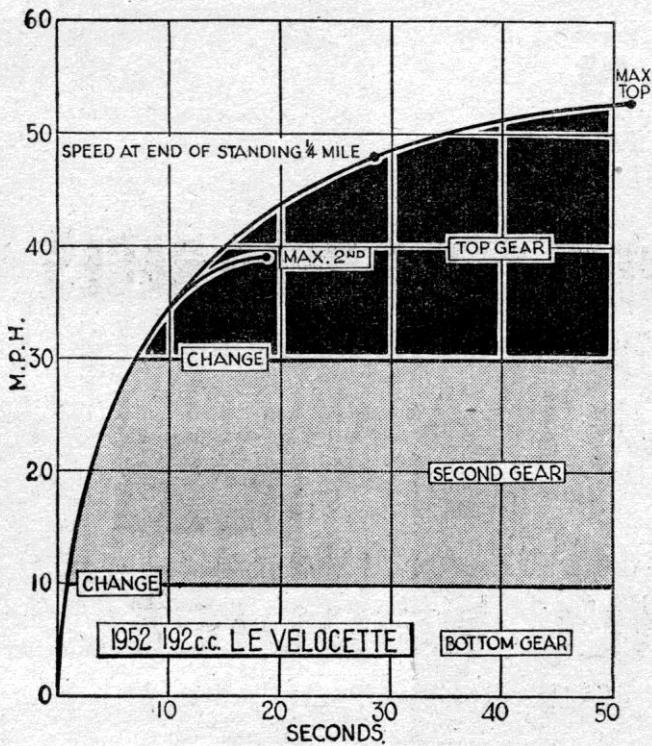 60
MAX
TOP
50
SPEED AT END OF STANDING ¼ MILE
40
TOP GEAR
MAX. 2ND
M.P.H.
30
CHANGE
20
SECOND GEAR
10
CHANGE
1952 192c.c. LE VELOCETTE
BOTTOM GEAR
0
10
20
30
40
50
SECONDS.